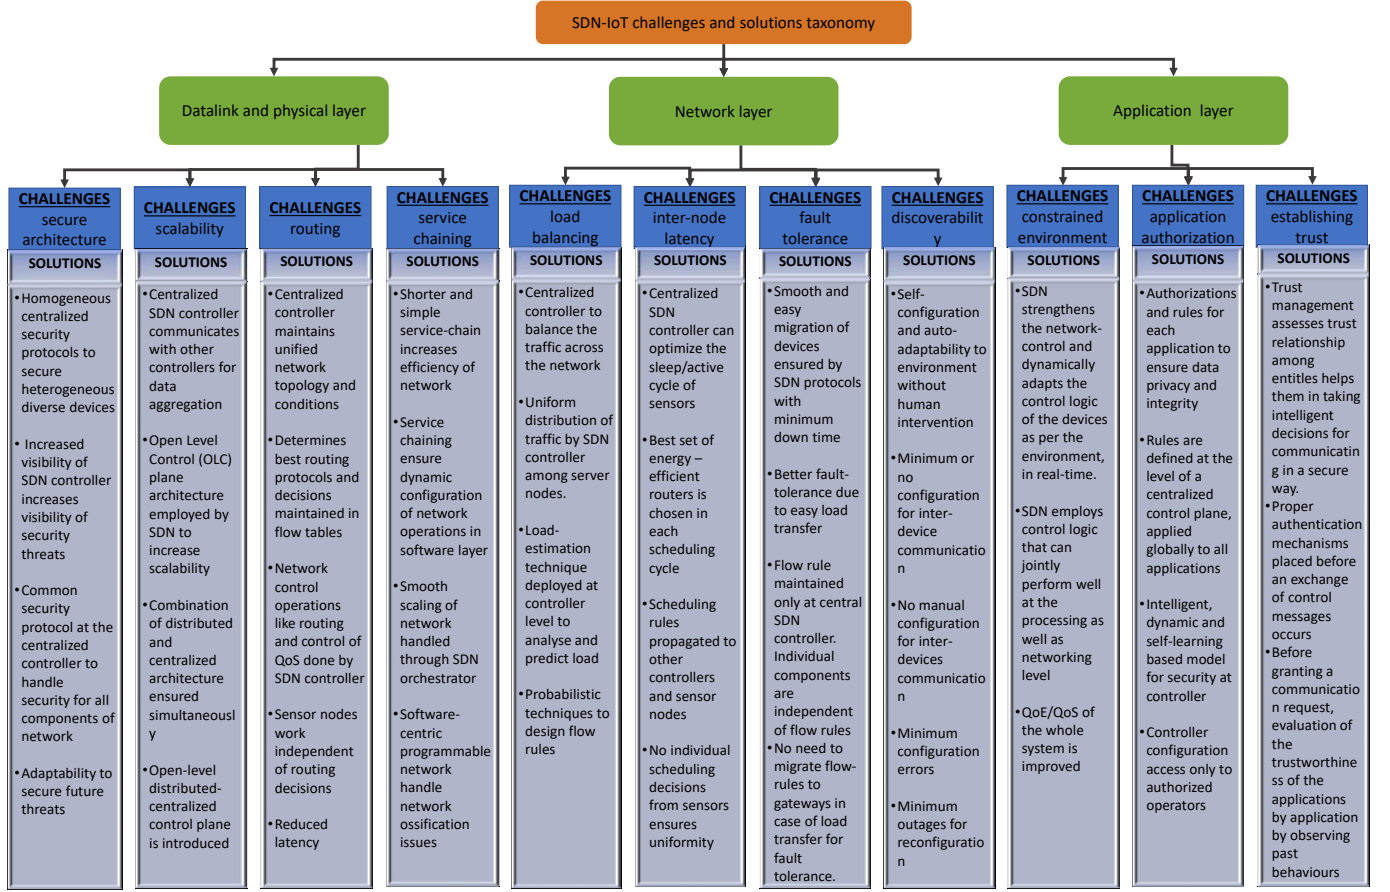 SDN-IoT challenges and solutions taxonomy
Datalink and physical layer
Network layer
Application layer
CHALLENGES
secure
architecture
SOLUTIONS
•Homogeneous
centralized
security
protocols to
secure
heterogeneous
diverse devices
• Increased
visibility of
SDN controller
increases
visibility of
security
threats
•Common
security
protocol at the
centralized
controller to
handle
security for all
components of
network
•Adaptability to
secure future
threats
CHALLENGES
scalability
SOLUTIONS
•Centralized
SDN controller
communicates
with other
controllers for
data
aggregation
•Open Level
Control (OLC)
plane
architecture
employed by
SDN to
increase
scalability
•Combination
of distributed
and
centralized
architecture
ensured
simultaneousl
y
•Open-level
distributed-
centralized
control plane
is introduced
CHALLENGES
routing
SOLUTIONS
•Centralized
controller
maintains
unified
network
topology and
conditions
•Determines
best routing
protocols and
decisions
maintained in
flow tables
•Network
control
operations
like routing
and control of
QoS done by
SDN controller
•Sensor nodes
work
independent
of routing
decisions
•Reduced
latency
CHALLENGES
service
chaining
SOLUTIONS
•Shorter and
simple
service-chain
increases
efficiency of
network
•Service
chaining
ensure
dynamic
configuration
of network
operations in
software layer
•Smooth
scaling of
network
handled
through SDN
orchestrator
•Software-
centric
programmable
network
handle
network
ossification
issues
CHALLENGES
load
balancing
SOLUTIONS
•Centralized
controller to
balance the
traffic across
the network
•Uniform
distribution of
traffic by SDN
controller
among server
nodes.
•Load-
estimation
technique
deployed at
controller
level to
analyse and
predict load
•Probabilistic
techniques to
design flow
rules
CHALLENGES
inter-node
latency
SOLUTIONS
•Centralized
SDN
controller can
optimize the
sleep/active
cycle of
sensors
•Best set of
energy –
efficient
routers is
chosen in
each
scheduling
cycle
•Scheduling
rules
propagated to
other
controllers
and sensor
nodes
•No individual
scheduling
decisions
from sensors
ensures
uniformity
CHALLENGES
fault
tolerance
SOLUTIONS
•Smooth and
easy
migration of
devices
ensured by
SDN protocols
with
minimum
down time
•Better fault-
tolerance due
to easy load
transfer
•Flow rule
maintained
only at central
SDN
controller.
Individual
components
are
independent
of flow rules
•No need to
migrate flow-
rules to
gateways in
case of load
transfer for
fault
tolerance.
CHALLENGES
discoverabilit
y
SOLUTIONS
•Self-
configuration
and auto-
adaptability to
environment
without
human
intervention
•Minimum or
no
configuration
for inter-
device
communicatio
n
•No manual
configuration
for inter-
devices
communicatio
n
•Minimum
configuration
errors
•Minimum
outages for
reconfiguratio
n
CHALLENGES
constrained
environment
SOLUTIONS
•SDN
strengthens
the network-
control and
dynamically
adapts the
control logic
of the devices
as per the
environment,
in real-time.
•SDN employs
control logic
that can
jointly
perform well
at the
processing as
well as
networking
level
•QoE/QoS of
the whole
system is
improved
CHALLENGES
application
authorization
SOLUTIONS
•Authorizations
and rules for
each
application to
ensure data
privacy and
integrity
•Rules are
defined at the
level of a
centralized
control plane,
applied
globally to all
applications
•Intelligent,
dynamic and
self-learning
based model
for security at
controller
•Controller
configuration
access only to
authorized
operators
CHALLENGES
establishing
trust
SOLUTIONS
•Trust
management
assesses trust
relationship
among
entities helps
them in taking
intelligent
decisions for
communicatin
g in a secure
way.
•Proper
authentication
mechanisms
placed before
an exchange
of control
messages
occurs
•Before
granting a
communicatio
n request,
evaluation of
the
trustworthine
ss of the
applications
by application
by observing
past
behaviours